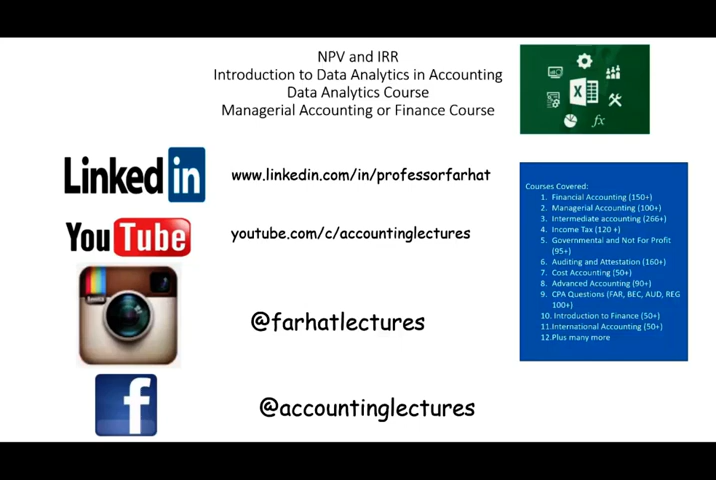 NPV and IRR
Introduction to Data Analytics in Accounting
Data Analytics Course
Managerial Accounting or Finance Course
X
fx
Linked in
www.linkedin.com/in/professorfarhat
YouTube
youtube.com/c/accountinglectures
@farhatlectures
f
@accountinglectures
Courses Covered:
1. Financial Accounting (150+)
2. Managerial Accounting (100+)
3. Intermediate accounting (266+)
4. Income Tax (120 +)
5. Governmental and Not For Profit
(95+)
6. Auditing and Attestation (160+)
7. Cost Accounting (50+)
8. Advanced Accounting (90+)
9. CPA Questions (FAR, BEC, AUD, REG
100+)
10. Introduction to Finance (50+)
11.International Accounting (50+)
12.Plus many more